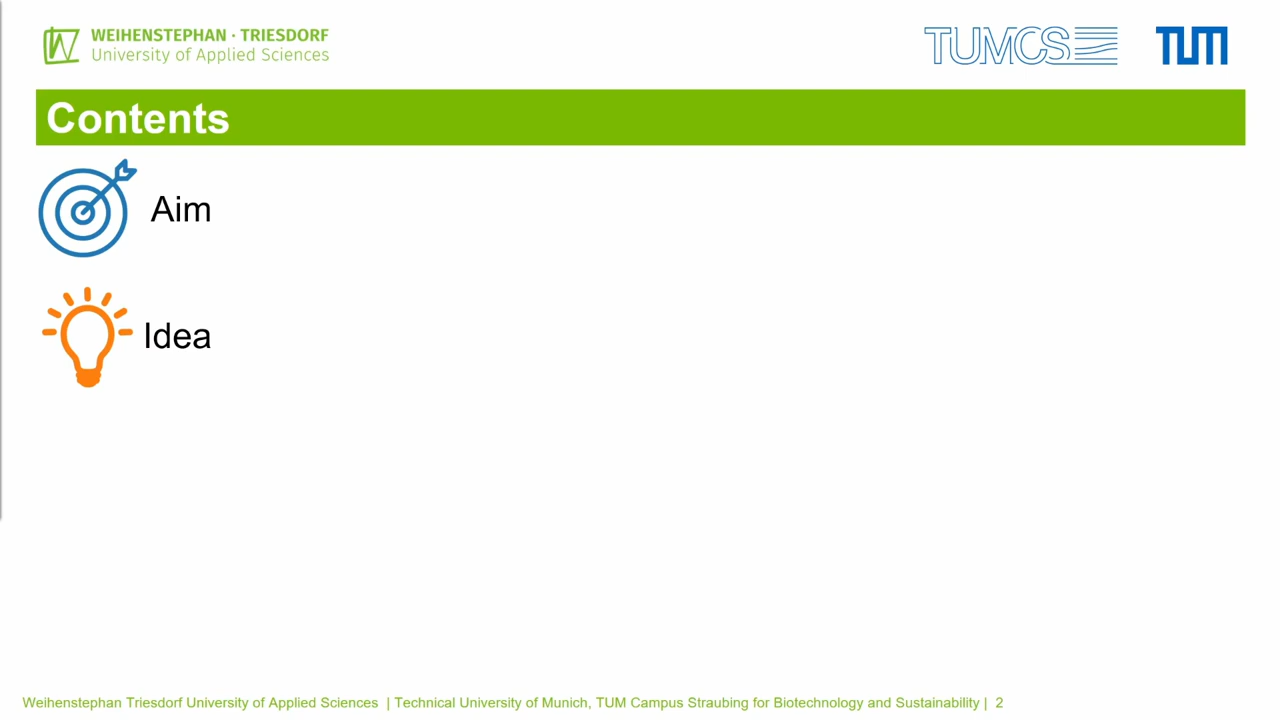 WEIHENSTEPHAN · TRIESDORF
University of Applied Sciences
TUMCS
TUM
Contents
Aim
Idea
Weihenstephan Triesdorf University of Applied Sciences | Technical University of Munich, TUM Campus Straubing for Biotechnology and Sustainability | 2